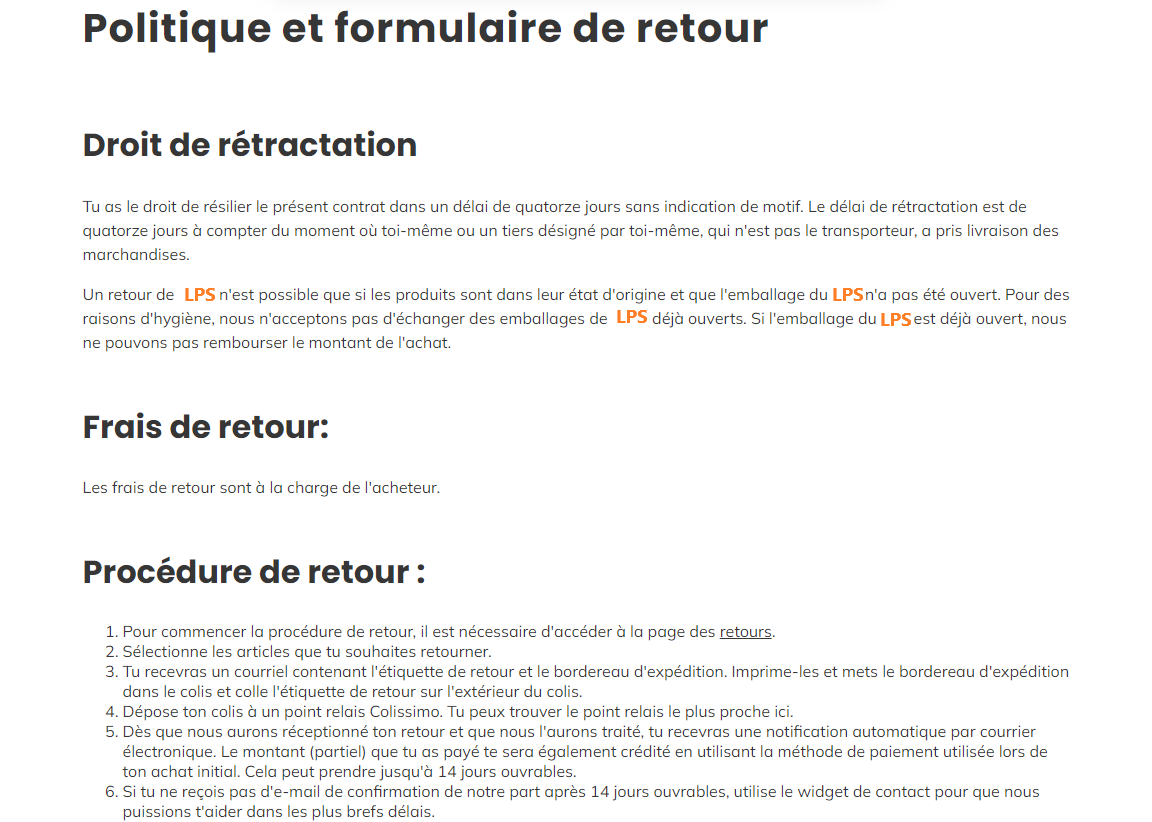 Politique et formulaire de retour
Droit de rétractation
Tu as le droit de résilier le présent contrat dans un délai de quatorze jours sans indication de motif. Le délai de rétractation est de
quatorze jours à compter du moment où toi-même ou un tiers désigné par toi-même, qui n'est pas le transporteur, a pris livraison des
marchandises.
Un retour de LPS n'est possible que si les produits sont dans leur état d'origine et que l'emballage du LPS n'a pas été ouvert. Pour des
raisons d'hygiène, nous n'acceptons pas d'échanger des emballages de LPS déjà ouverts. Si l'emballage du LPS est déjà ouvert, nous
ne pouvons pas rembourser le montant de l'achat.
Frais de retour:
Les frais de retour sont à la charge de l'acheteur.
Procédure de retour :
1. Pour commencer la procédure de retour, il est nécessaire d'accéder à la page des retours.
2. Sélectionne les articles que tu souhaites retourner.
3. Tu recevras un courriel contenant l'étiquette de retour et le bordereau d'expédition. Imprime-les et mets le bordereau d'expédition
dans le colis et colle l'étiquette de retour sur l'extérieur du colis.
4. Dépose ton colis à un point relais Colissimo. Tu peux trouver le point relais le plus proche ici.
5. Dès que nous aurons réceptionné ton retour et que nous l'aurons traité, tu recevras une notification automatique par courrier
électronique. Le montant (partiel) que tu as payé te sera également crédité en utilisant la méthode de paiement utilisée lors de
ton achat initial. Cela peut prendre jusqu'à 14 jours ouvrables.
6. Si tu ne reçois pas d'e-mail de confirmation de notre part après 14 jours ouvrables, utilise le widget de contact pour que nous
puissions t'aider dans les plus brefs délais.